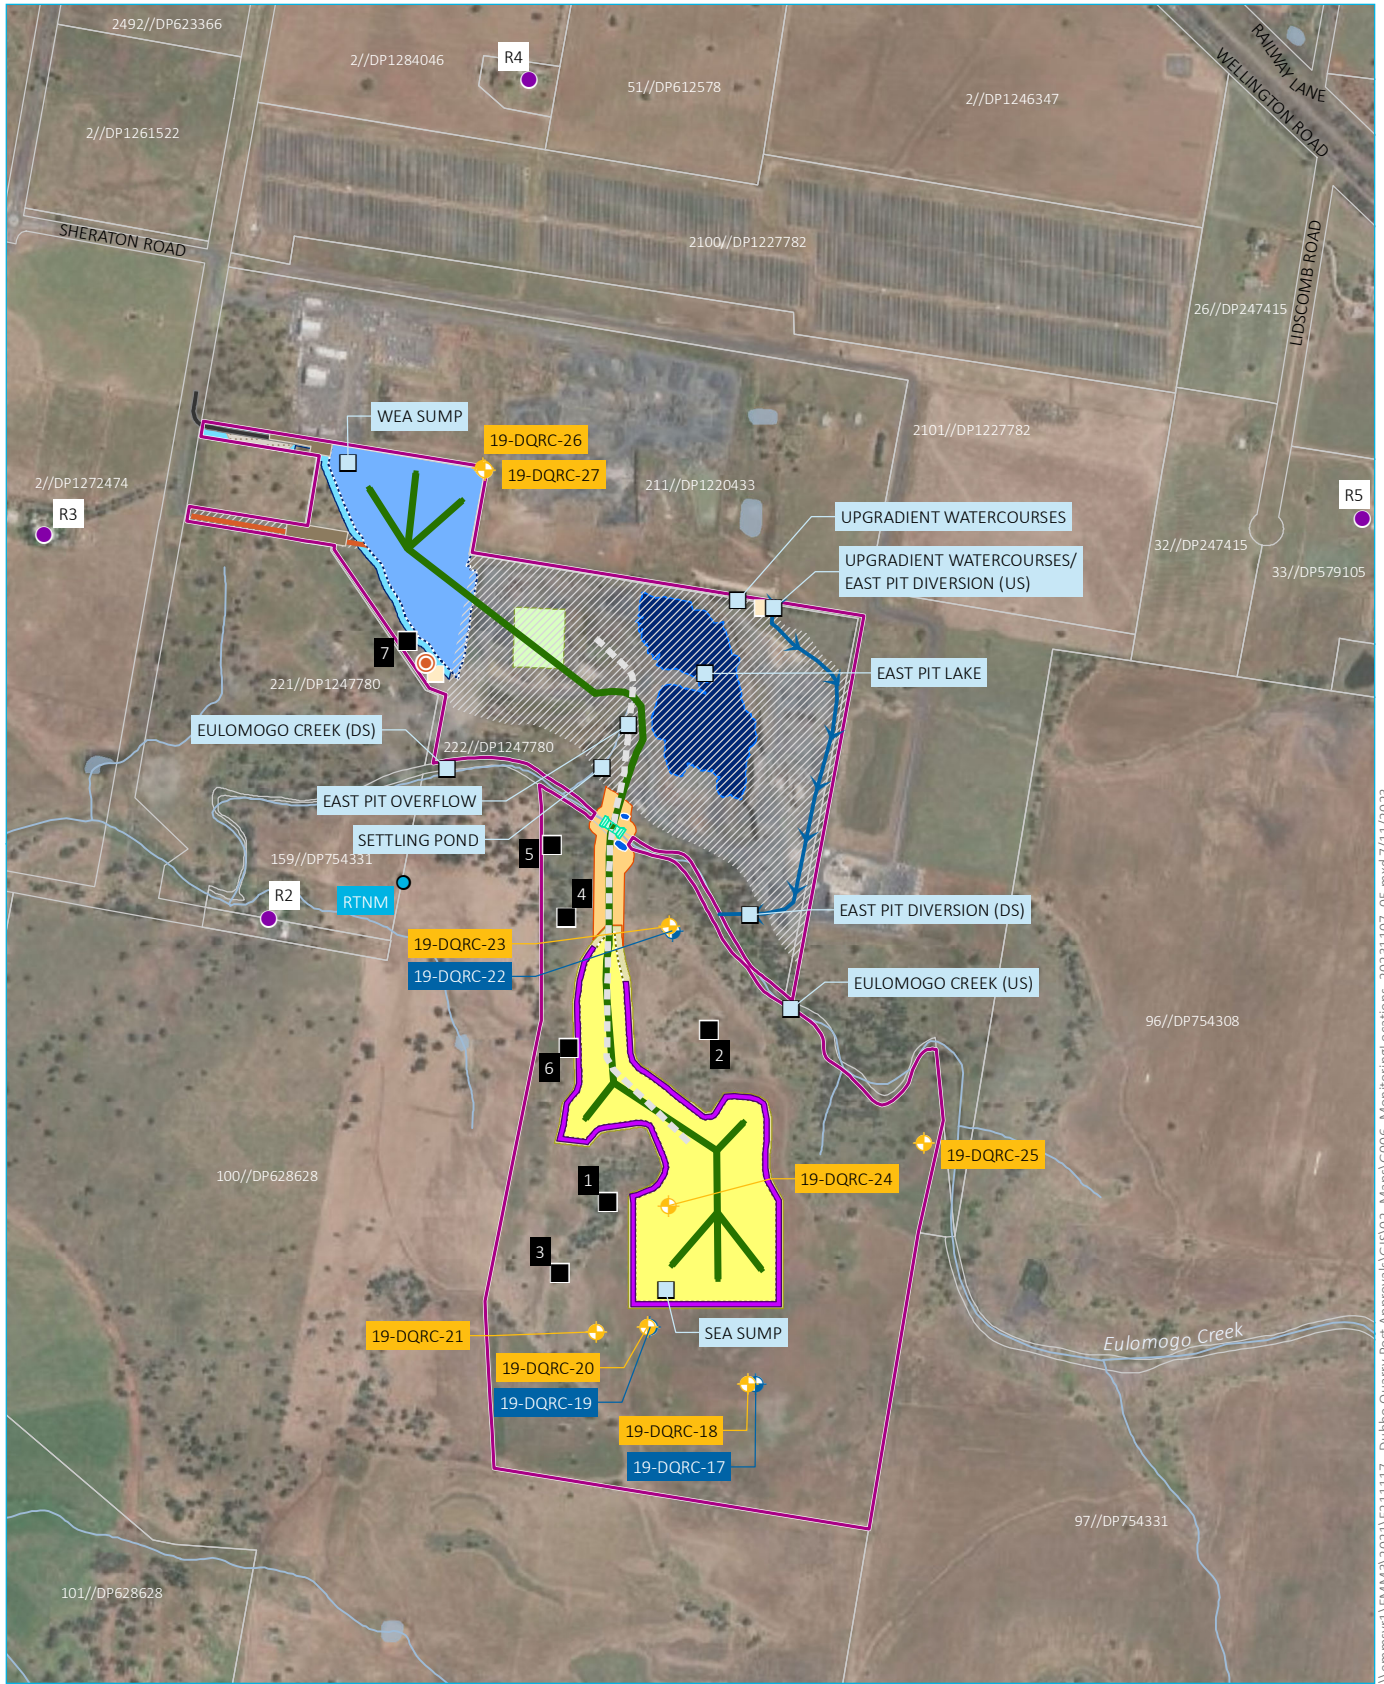 2492//DP623366
2//DP1284046
R4
51//DP612578
2//DP1246347
RAILWAY LANE
WELLINGTON ROAD
2//DP1261522
SHERATON ROAD
2100//DP1227782
LIDSCOMB ROAD
26//DP247415
WEA SUMP
19-DQRC-26
19-DQRC-27
2101//DP1227782
2//DP1272474
R3
211//DP1220433
R5
UPGRADIENT WATERCOURSES
32//DP247415
UPGRADIENT WATERCOURSES/
EAST PIT DIVERSION (US)
33//DP579105
7
EAST PIT LAKE
221//DP1247780
EULOMOGO CREEK (DS)
222//DP1247780
EAST PIT OVERFLOW
SETTLING POND
159//DP754331
5
R2
RTNM
4
EAST PIT DIVERSION (DS)
19-DQRC-23
19-DQRC-22
EULOMOGO CREEK (US)
96//DP754308
6
2
19-DQRC-25
100//DP628628
1
19-DQRC-24
3
19-DQRC-21
SEA SUMP
Eulomogo Creek
19-DQRC-20
19-DQRC-19
19-DQRC-18
19-DQRC-17
97//DP754331
101//DP628628